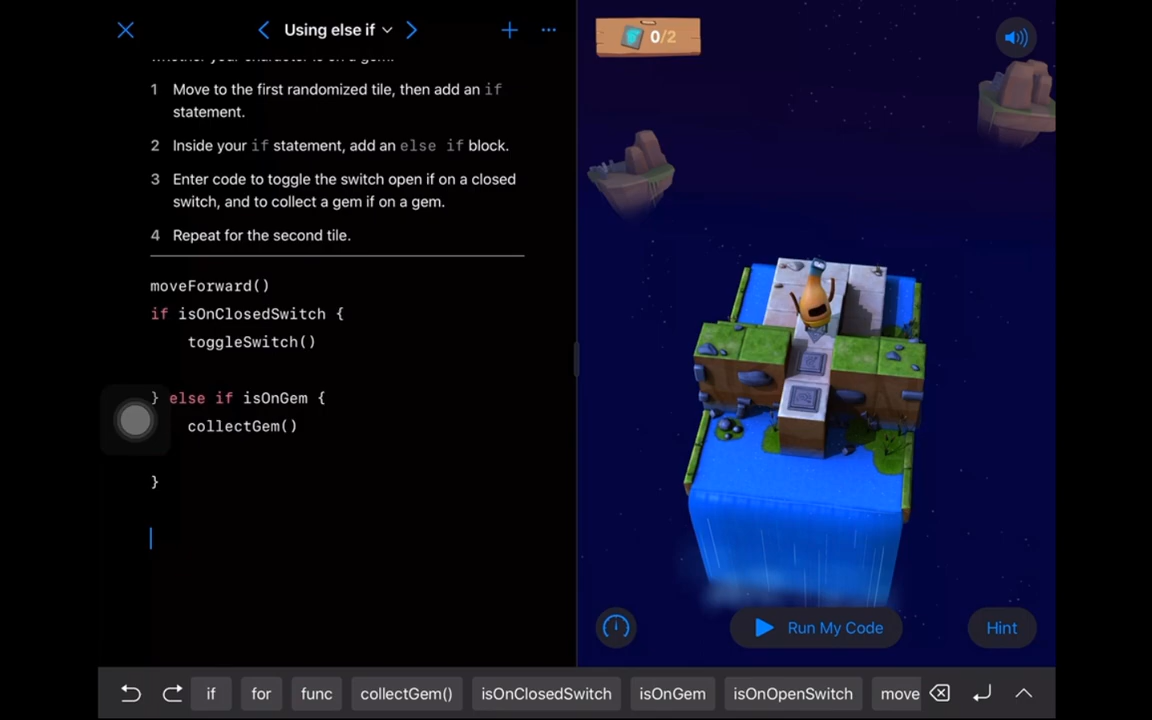 Using else if
0/2
1 Move to the first randomized tile, then add an if
statement.
2 Inside your if statement, add an else if block.
3 Enter code to toggle the switch open if on a closed
switch, and to collect a gem if on a gem.
4 Repeat for the second tile.
moveForward()
if isOnClosedSwitch {
toggleSwitch()
} else if isOnGem {
collectGem()
}
Run My Code
Hint
if for func collectGem() isOnClosedSwitch isOnGem isOnOpenSwitch move